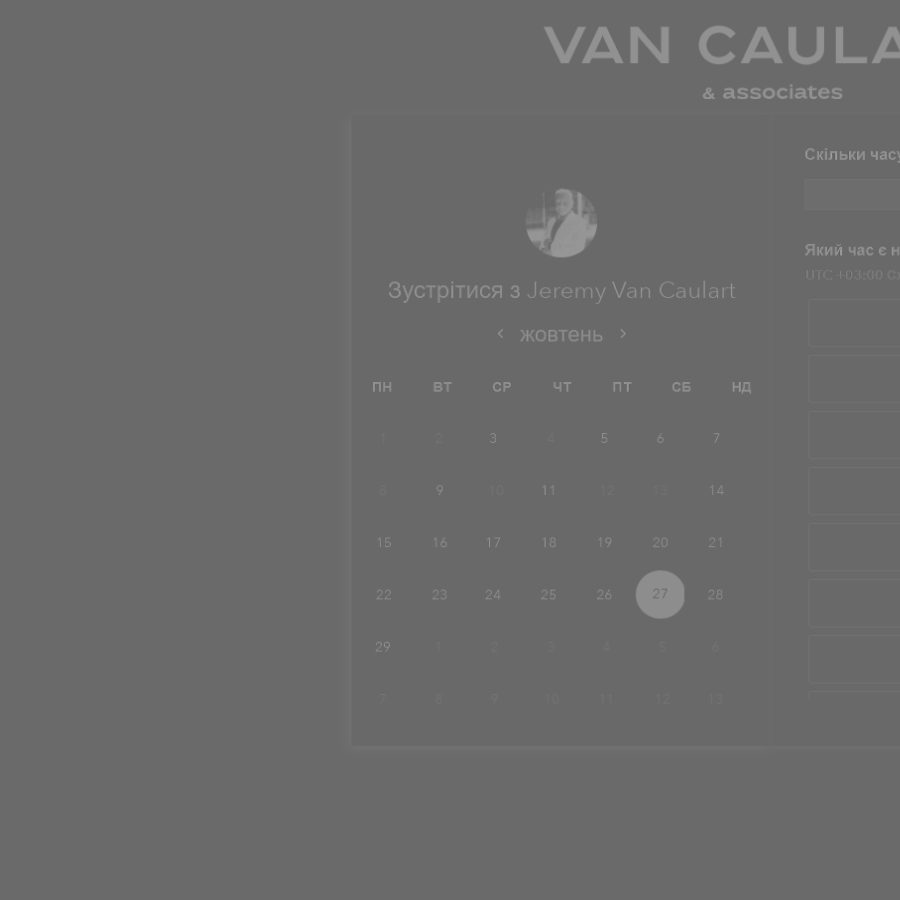 VAN CAULA
& associates
Зустрітися з Jeremy Van Caulart
жовтень
ПН ВТ СР ЧТ ПТ СБ НД
1 2 3 4 5 6 7
8 9 10 11 12 13 14
15 16 17 18 19 20 21
22 23 24 25 26 27 28
29 1 2 3 4 5 6
7 8 9 10 11 12 13
Скільки часу
Який час є н
UTC +03:00